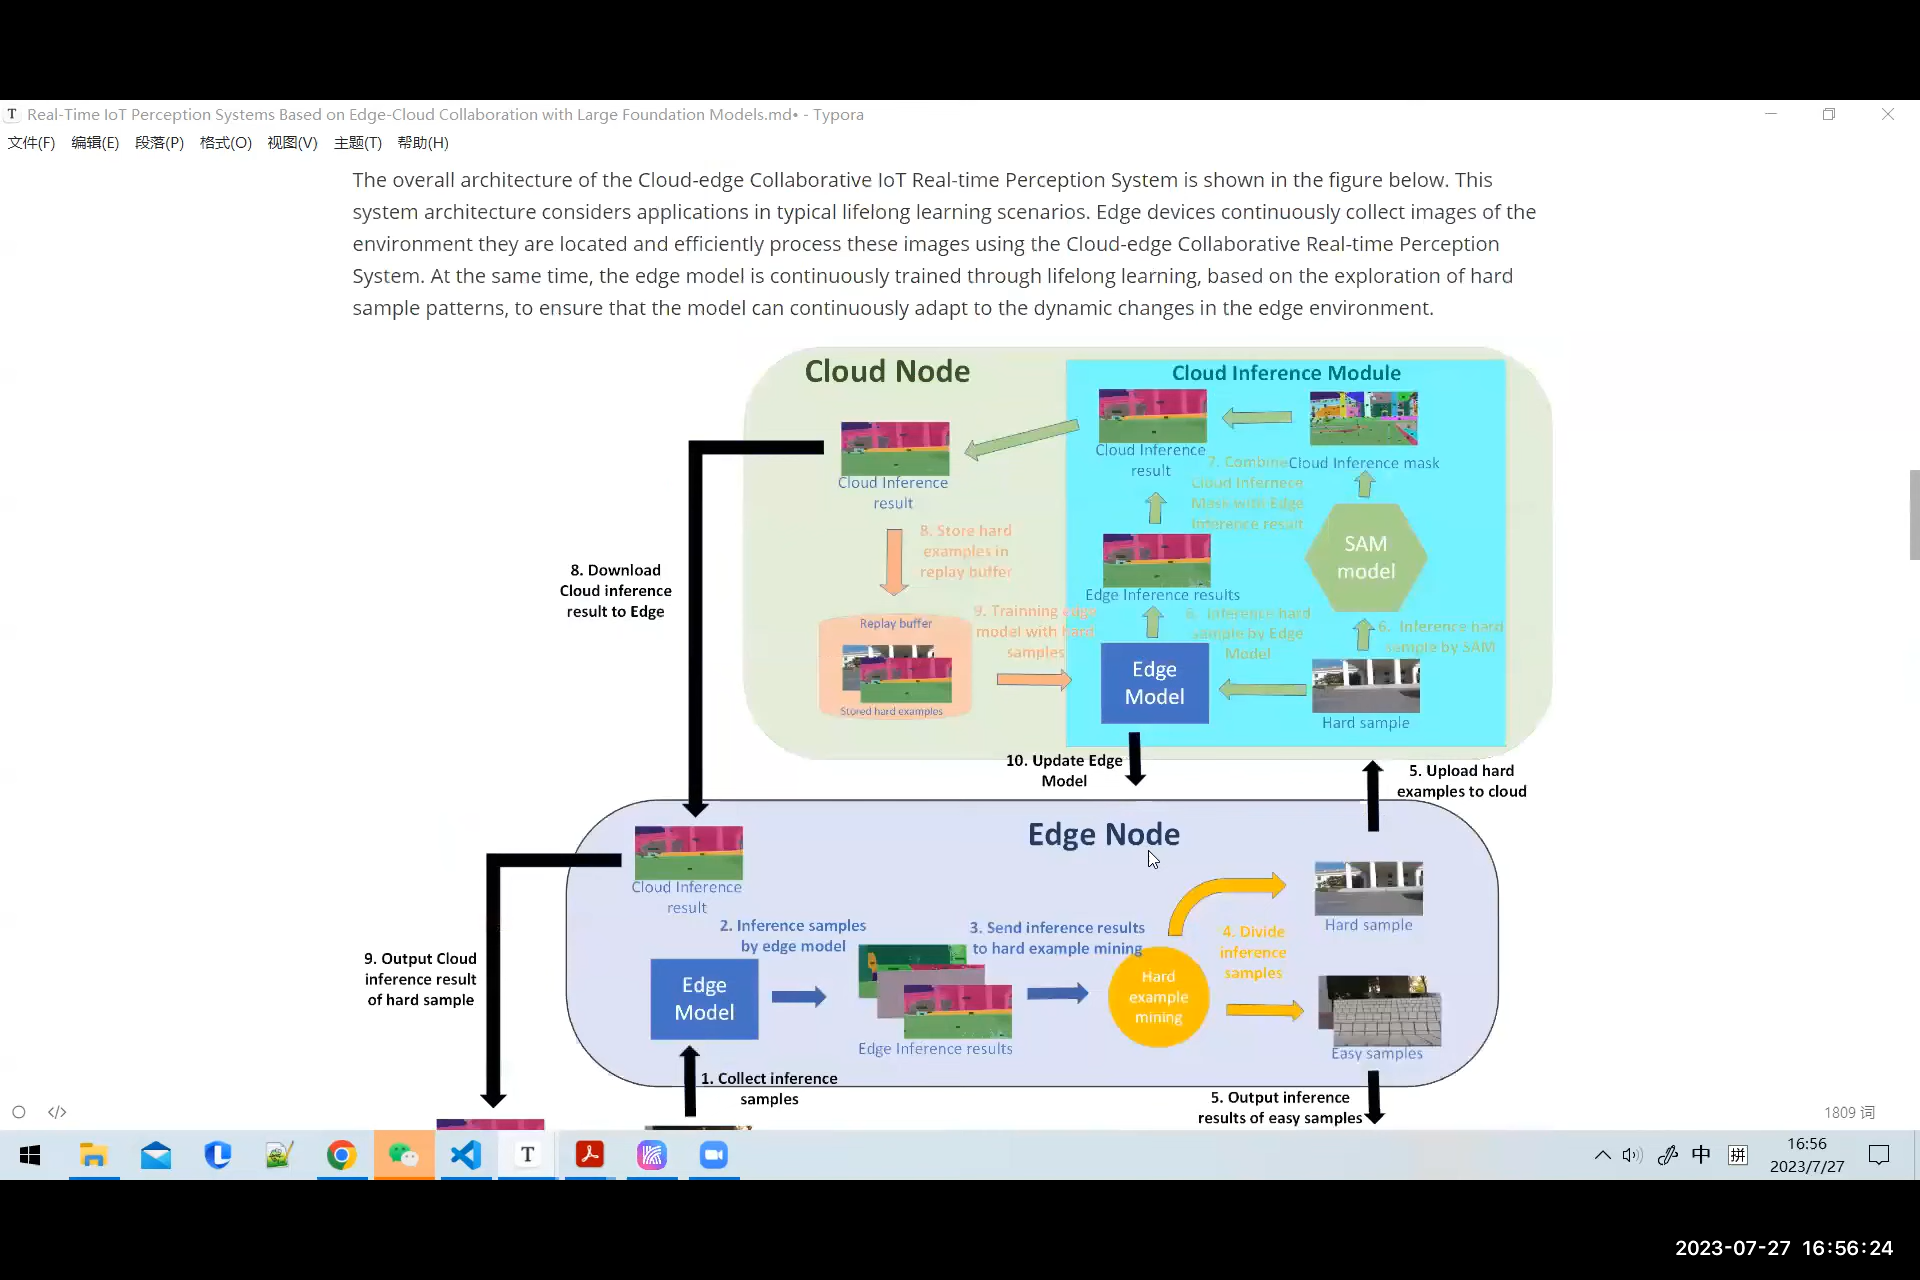 Real-Time IoT Perception Systems Based on Edge-Cloud Collaboration with Large Foundation Models.md• - Typora
文件(F) 编辑(E) 段落(P) 格式(O) 视图(V) 主题(T) 帮助(H)
The overall architecture of the Cloud-edge Collaborative IoT Real-time Perception System is shown in the figure below. This
system architecture considers applications in typical lifelong learning scenarios. Edge devices continuously collect images of the
environment they are located and efficiently process these images using the Cloud-edge Collaborative Real-time Perception
System. At the same time, the edge model is continuously trained through lifelong learning, based on the exploration of hard
sample patterns, to ensure that the model can continuously adapt to the dynamic changes in the edge environment.
Cloud Node
Cloud Inference Module
Cloud Inference
result
Cloud Inference mask
7. Combine
Cloud Infernece
Mask with Edge
Inference result
Cloud Inference
result
8. Store hard
examples in
replay buffer
SAM
model
Edge Inference results
8. Download
Cloud inference
result to Edge
9. Trainning edge
model with hard
samples
6. Inference hard
sample by Edge
Model
6. Inference hard
sample by SAM
Replay buffer
Stored hard examples
Edge
Model
Hard sample
10. Update Edge
Model
5. Upload hard
examples to cloud
Edge Node
Cloud Inference
result
2. Inference samples
by edge model
3. Send inference results
to hard example mining
4. Divide
inference
samples
Hard sample
9. Output Cloud
inference result
of hard sample
Edge
Model
Hard
example
mining
Edge Inference results
Easy samples
1. Collect inference
samples
5. Output inference
results of easy samples
</> 1809 词
T
中 拼
16:56
2023/7/27
2023-07-27 16:56:24